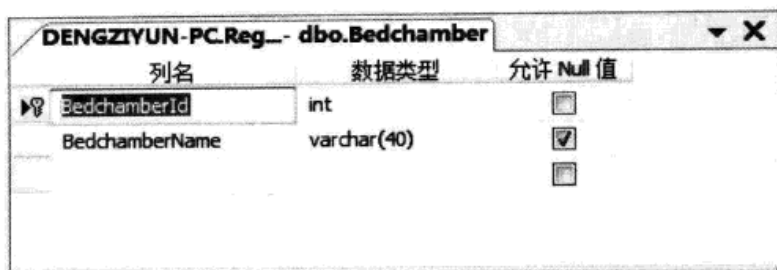 DENGZIYUN-PC.Reg...- dbo.Bedchamber
列名 数据类型 允许 Null 值
BedchamberId int
BedchamberName varchar(40)